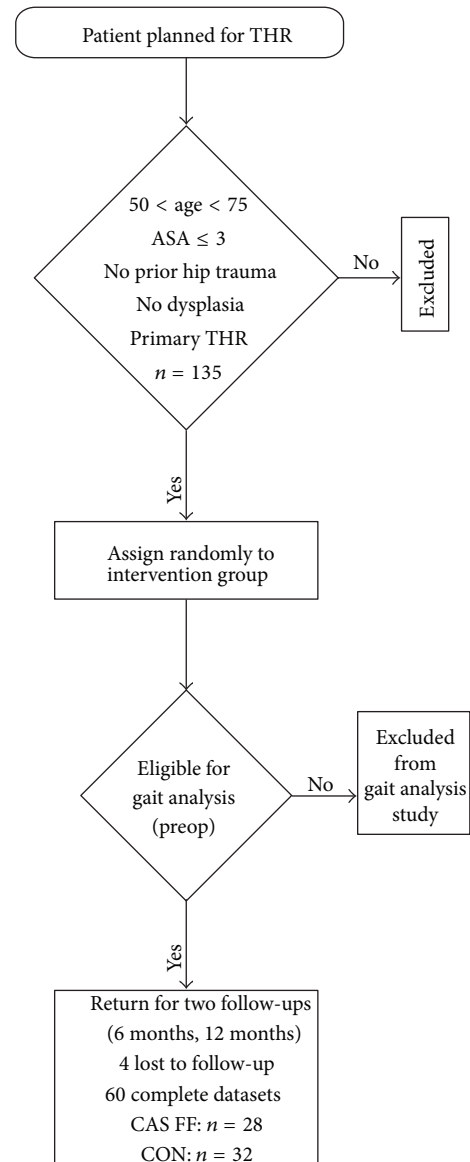 Patient planned for THR
50 < age < 75
ASA ≤ 3
No prior hip trauma
No dysplasia
Primary THR
n = 135
No
Excluded
Yes
Assign randomly to
intervention group
Eligible for
gait analysis
(preop)
No
Excluded
from
gait analysis
study
Yes
Return for two follow-ups
(6 months, 12 months)
4 lost to follow-up
60 complete datasets
CAS FF: n = 28
CON: n = 32